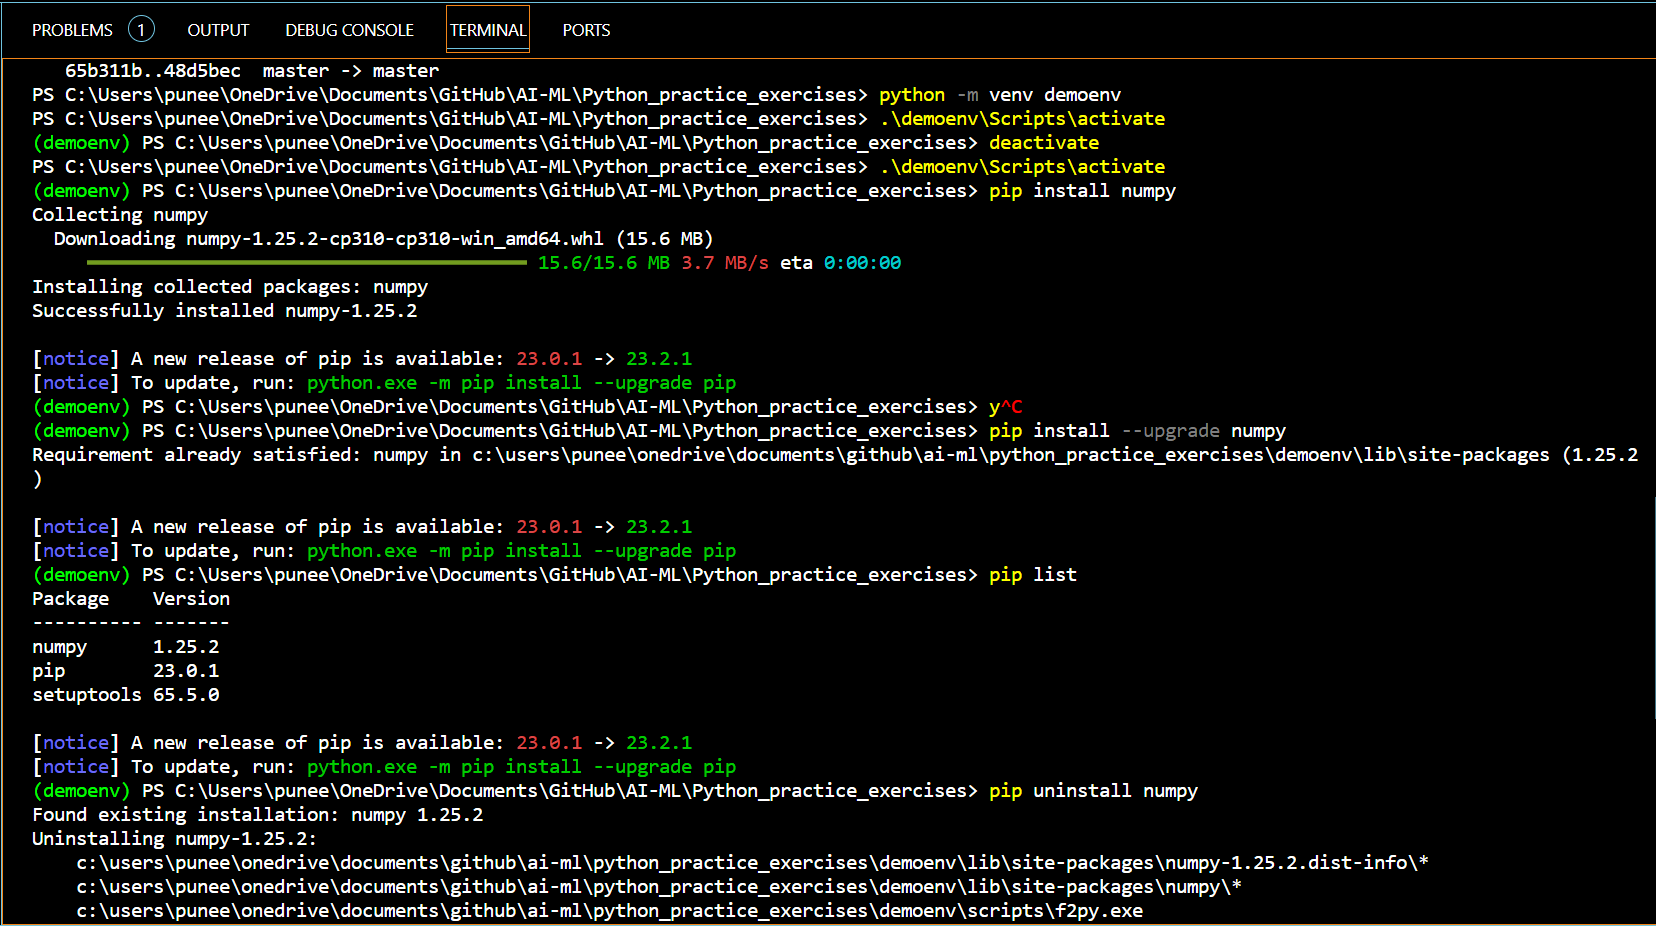 PROBLEMS 1 OUTPUT DEBUG CONSOLE TERMINAL PORTS
65b311b..48d5bec  master -> master
PS C:\Users\punee\OneDrive\Documents\GitHub\AI-ML\Python_practice_exercises> python -m venv demoenv
PS C:\Users\punee\OneDrive\Documents\GitHub\AI-ML\Python_practice_exercises> .\demoenv\Scripts\activate
(demoenv) PS C:\Users\punee\OneDrive\Documents\GitHub\AI-ML\Python_practice_exercises> deactivate
PS C:\Users\punee\OneDrive\Documents\GitHub\AI-ML\Python_practice_exercises> .\demoenv\Scripts\activate
(demoenv) PS C:\Users\punee\OneDrive\Documents\GitHub\AI-ML\Python_practice_exercises> pip install numpy
Collecting numpy
  Downloading numpy-1.25.2-cp310-cp310-win_amd64.whl (15.6 MB)
15.6/15.6 MB 3.7 MB/s eta 0:00:00
Installing collected packages: numpy
Successfully installed numpy-1.25.2
[notice] A new release of pip is available: 23.0.1 -> 23.2.1
[notice] To update, run: python.exe -m pip install --upgrade pip
(demoenv) PS C:\Users\punee\OneDrive\Documents\GitHub\AI-ML\Python_practice_exercises> y^C
(demoenv) PS C:\Users\punee\OneDrive\Documents\GitHub\AI-ML\Python_practice_exercises> pip install --upgrade numpy
Requirement already satisfied: numpy in c:\users\punee\onedrive\documents\github\ai-ml\python_practice_exercises\demoenv\lib\site-packages (1.25.2
)
[notice] A new release of pip is available: 23.0.1 -> 23.2.1
[notice] To update, run: python.exe -m pip install --upgrade pip
(demoenv) PS C:\Users\punee\OneDrive\Documents\GitHub\AI-ML\Python_practice_exercises> pip list
Package    Version
---------- -------
numpy      1.25.2
pip        23.0.1
setuptools 65.5.0
[notice] A new release of pip is available: 23.0.1 -> 23.2.1
[notice] To update, run: python.exe -m pip install --upgrade pip
(demoenv) PS C:\Users\punee\OneDrive\Documents\GitHub\AI-ML\Python_practice_exercises> pip uninstall numpy
Found existing installation: numpy 1.25.2
Uninstalling numpy-1.25.2:
    c:\users\punee\onedrive\documents\github\ai-ml\python_practice_exercises\demoenv\lib\site-packages\numpy-1.25.2.dist-info\*
    c:\users\punee\onedrive\documents\github\ai-ml\python_practice_exercises\demoenv\lib\site-packages\numpy\*
    c:\users\punee\onedrive\documents\github\ai-ml\python_practice_exercises\demoenv\scripts\f2py.exe